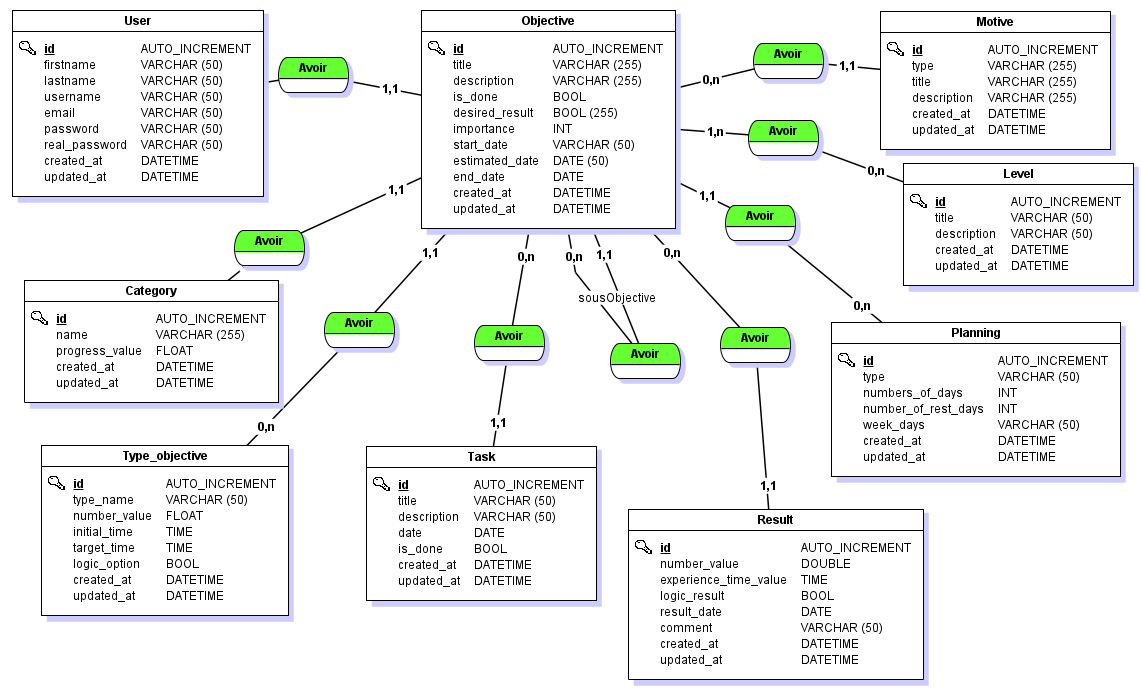 User
id AUTO_INCREMENT
firstname VARCHAR (50)
lastname VARCHAR (50)
username VARCHAR (50)
email VARCHAR (50)
password VARCHAR (50)
real_password VARCHAR (50)
created_at DATETIME
updated_at DATETIME
Avoir
1,1
Objective
id AUTO_INCREMENT
title VARCHAR (255)
description VARCHAR (255)
is_done BOOL
desired_result BOOL (255)
importance INT
start_date VARCHAR (50)
estimated_date DATE (50)
end_date DATE
created_at DATETIME
updated_at DATETIME
0,n
Avoir
1,1
Motive
id AUTO_INCREMENT
type VARCHAR (255)
title VARCHAR (255)
description VARCHAR (255)
created_at DATETIME
updated_at DATETIME
1,n
Avoir
0,n
Level
id AUTO_INCREMENT
title VARCHAR (50)
description VARCHAR (50)
created_at DATETIME
updated_at DATETIME
1,1
Avoir
0,n
Planning
id AUTO_INCREMENT
type VARCHAR (50)
numbers_of_days INT
number_of_rest_days INT
week_days VARCHAR (50)
created_at DATETIME
updated_at DATETIME
1,1
Avoir
Category
id AUTO_INCREMENT
name VARCHAR (255)
progress_value FLOAT
created_at DATETIME
updated_at DATETIME
1,1
Avoir
0,n
Type_objective
id AUTO_INCREMENT
type_name VARCHAR (50)
number_value FLOAT
initial_time TIME
target_time TIME
logic_option BOOL
created_at DATETIME
updated_at DATETIME
0,n
Avoir
1,1
Task
id AUTO_INCREMENT
title VARCHAR (50)
description VARCHAR (50)
date DATE
is_done BOOL
created_at DATETIME
updated_at DATETIME
0,n
1,1
sousObjective
Avoir
0,n
Avoir
1,1
Result
id AUTO_INCREMENT
number_value DOUBLE
experience_time_value TIME
logic_result BOOL
result_date DATE
comment VARCHAR (50)
created_at DATETIME
updated_at DATETIME